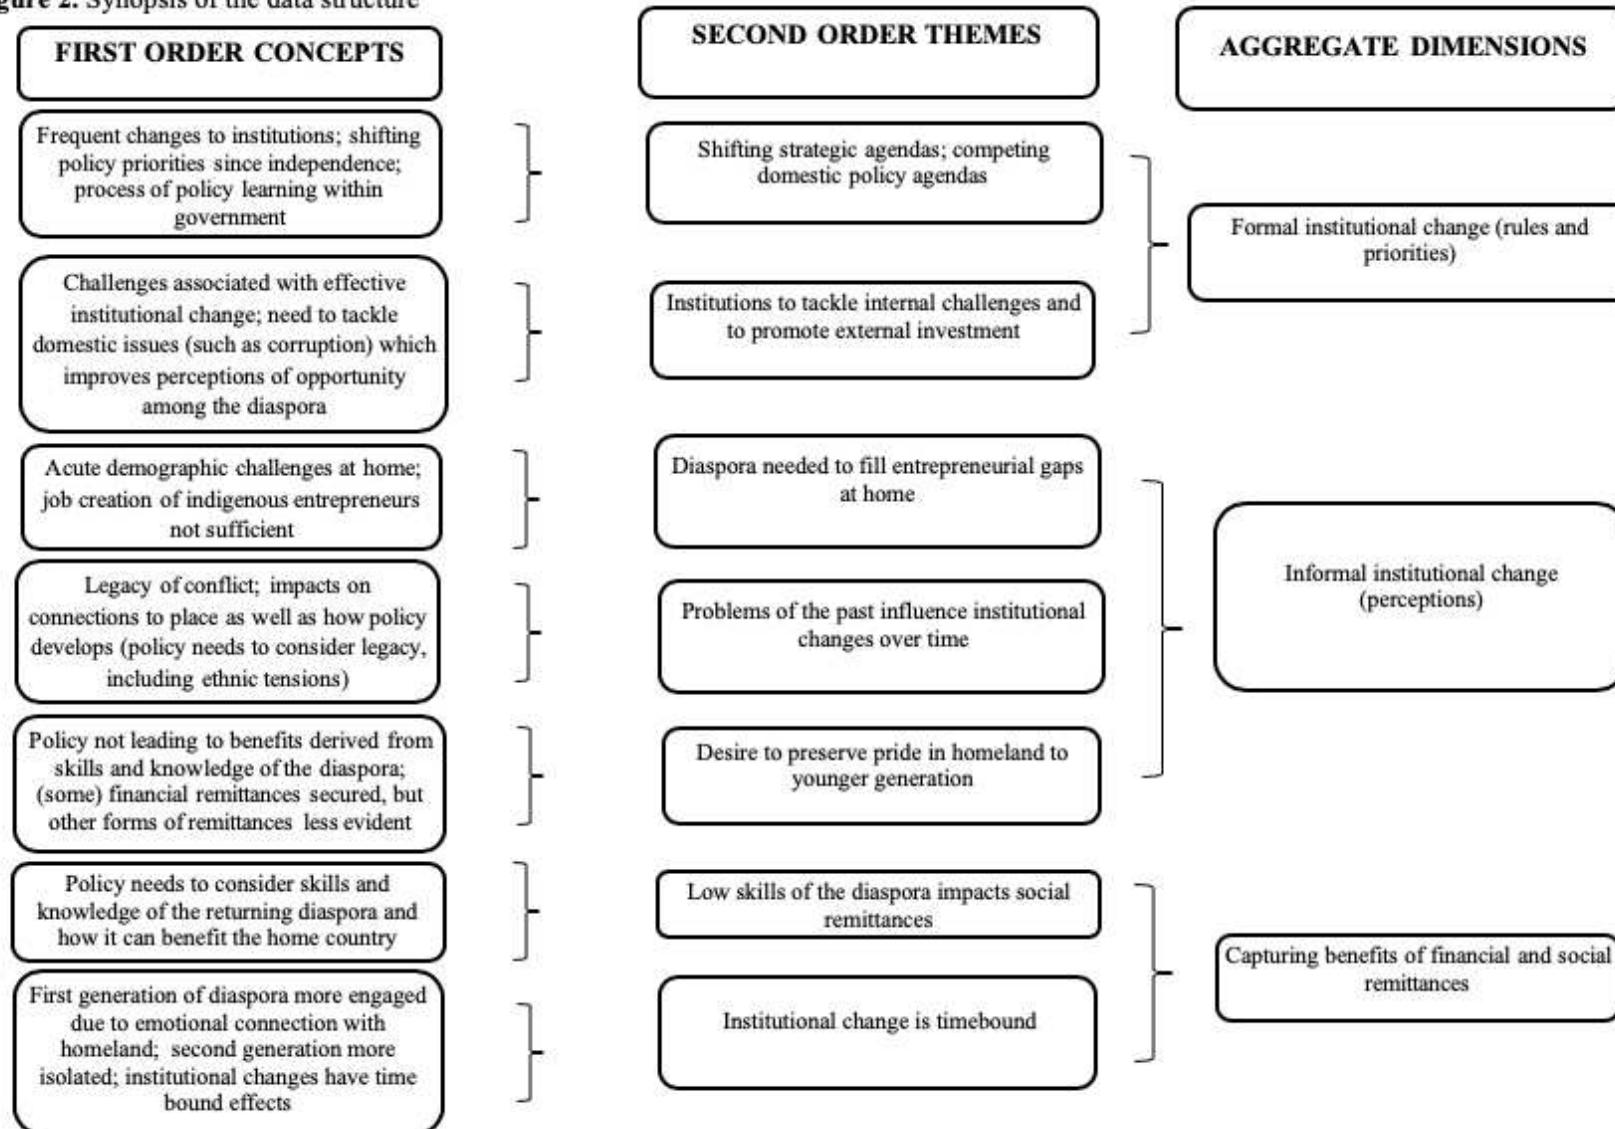 gure 2. Synopsis of the data structure
FIRST ORDER CONCEPTS
SECOND ORDER THEMES
AGGREGATE DIMENSIONS
Frequent changes to institutions; shifting
policy priorities since independence;
process of policy learning within
government
Shifting strategic agendas; competing
domestic policy agendas
Formal institutional change (rules and
priorities)
Challenges associated with effective
institutional change; need to tackle
domestic issues (such as corruption) which
improves perceptions of opportunity
among the diaspora
Institutions to tackle internal challenges and
to promote external investment
Acute demographic challenges at home;
job creation of indigenous entrepreneurs
not sufficient
Diaspora needed to fill entrepreneurial gaps
at home
Informal institutional change
(perceptions)
Legacy of conflict; impacts on
connections to place as well as how policy
develops (policy needs to consider legacy,
including ethnic tensions)
Problems of the past influence institutional
changes over time
Policy not leading to benefits derived from
skills and knowledge of the diaspora;
(some) financial remittances secured, but
other forms of remittances less evident
Desire to preserve pride in homeland to
younger generation
Policy needs to consider skills and
knowledge of the returning diaspora and
how it can benefit the home country
Low skills of the diaspora impacts social
remittances
Capturing benefits of financial and social
remittances
First generation of diaspora more engaged
due to emotional connection with
homeland; second generation more
isolated; institutional changes have time
bound effects
Institutional change is timebound